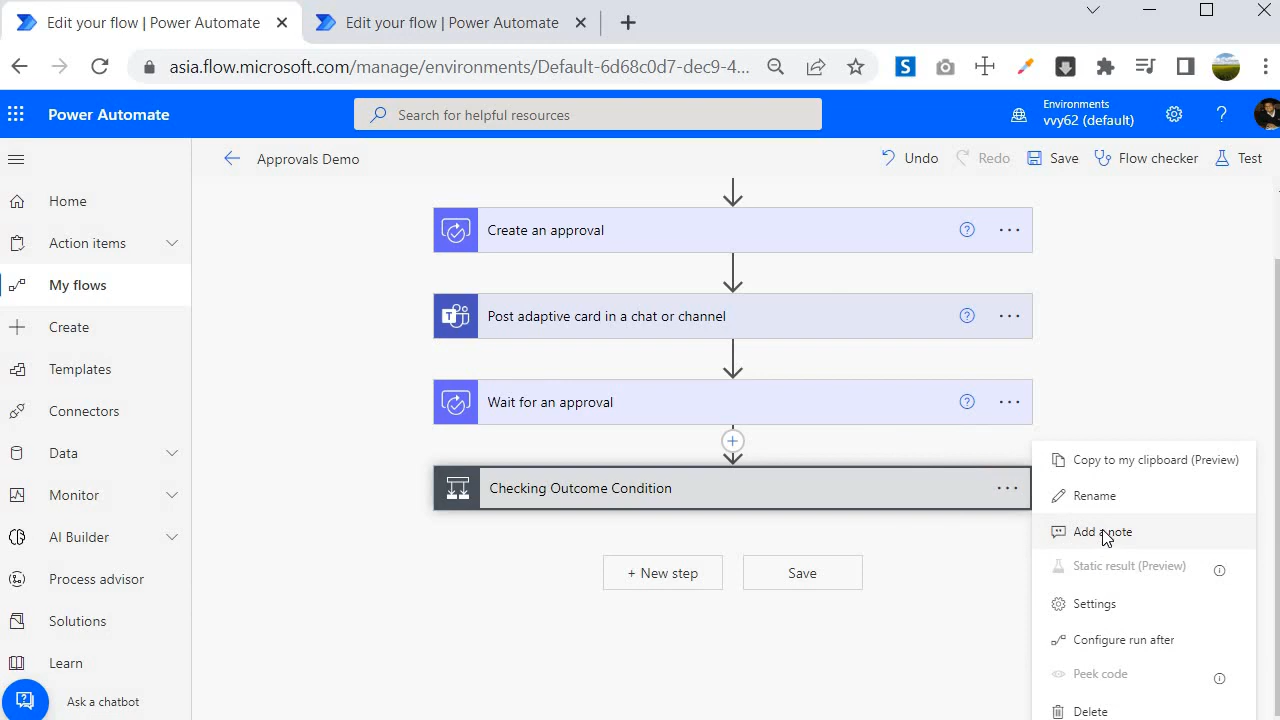 Edit your flow | Power Automate
Edit your flow | Power Automate
asia.flow.microsoft.com/manage/environments/Default-6d68c0d7-dec9-4...
Power Automate
Search for helpful resources
Environments
vvy62 (default)
Approvals Demo
Undo
Redo
Save
Flow checker
Test
Home
Action items
My flows
Create
Templates
Connectors
Data
Monitor
AI Builder
Process advisor
Solutions
Learn
Ask a chatbot
Create an approval
Post adaptive card in a chat or channel
Wait for an approval
Checking Outcome Condition
+ New step
Save
Copy to my clipboard (Preview)
Rename
Add a note
Static result (Preview)
Settings
Configure run after
Peek code
Delete